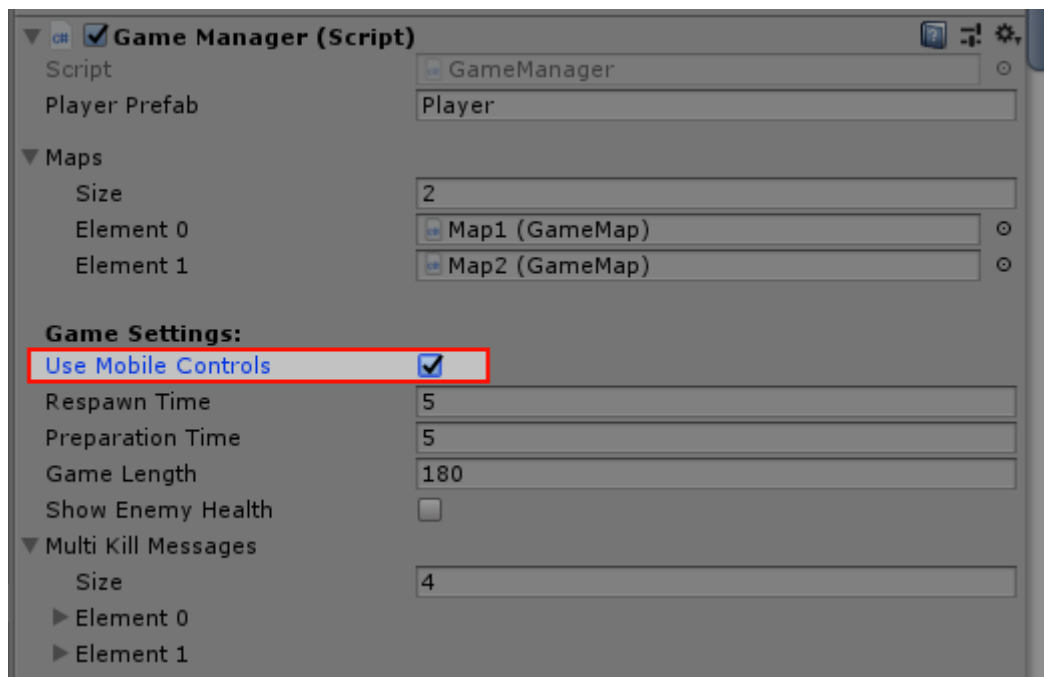 Game Manager (Script)
Script GameManager
Player Prefab Player
Maps
Size 2
Element 0 Map1 (GameMap)
Element 1 Map2 (GameMap)
Game Settings:
Use Mobile Controls
Respawn Time 5
Preparation Time 5
Game Length 180
Show Enemy Health
Multi Kill Messages
Size 4
Element 0
Element 1